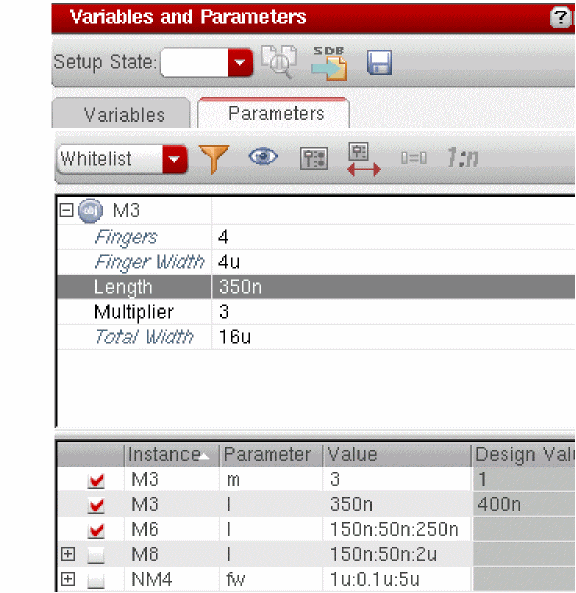 Variables and Parameters ?
Setup State: SDB
Variables Parameters
Whitelist 0=0 1:n
obj M3
Fingers 4
Finger Width 4u
Length 350n
Multiplier 3
Total Width 16u
Instance Parameter Value Design Valu
M3 m 3 1
M3 l 350n 400n
M6 l 150n:50n:250n
M8 l 150n:50n:2u
NM4 fw 1u:0.1u:5u